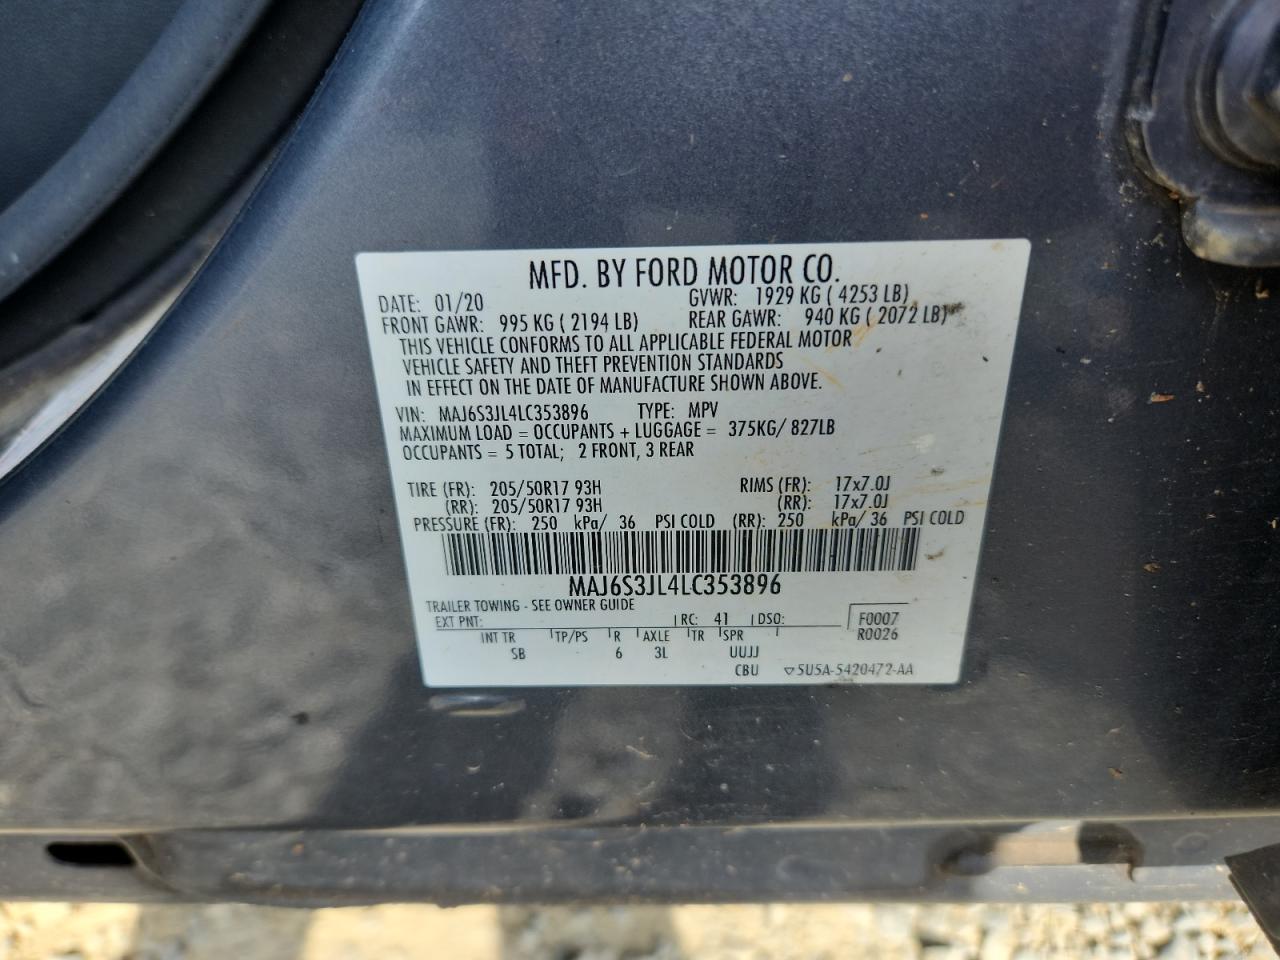 MFD. BY FORD MOTOR CO.
DATE: 01/20 GVWR: 1929 KG ( 4253 LB)
FRONT GAWR: 995 KG ( 2194 LB) REAR GAWR: 940 KG ( 2072 LB)
THIS VEHICLE CONFORMS TO ALL APPLICABLE FEDERAL MOTOR
VEHICLE SAFETY AND THEFT PREVENTION STANDARDS
IN EFFECT ON THE DATE OF MANUFACTURE SHOWN ABOVE.
VIN: MAJ6S3JL4LC353896 TYPE: MPV
MAXIMUM LOAD = OCCUPANTS + LUGGAGE = 375KG/ 827LB
OCCUPANTS = 5 TOTAL; 2 FRONT, 3 REAR
TIRE (FR): 205/50R17 93H RIMS (FR): 17x7.0J
(RR): 205/50R17 93H (RR): 17x7.0J
PRESSURE (FR): 250 kPa/ 36 PSI COLD (RR): 250 kPa/ 36 PSI COLD
MAJ6S3JL4LC353896
TRAILER TOWING - SEE OWNER GUIDE
EXT PNT: RC: 41 DSO: F0007
INT TR TP/PS R AXLE TR SPR R0026
SB 6 3L UUJJ
CBU 5U5A-5420472-AA